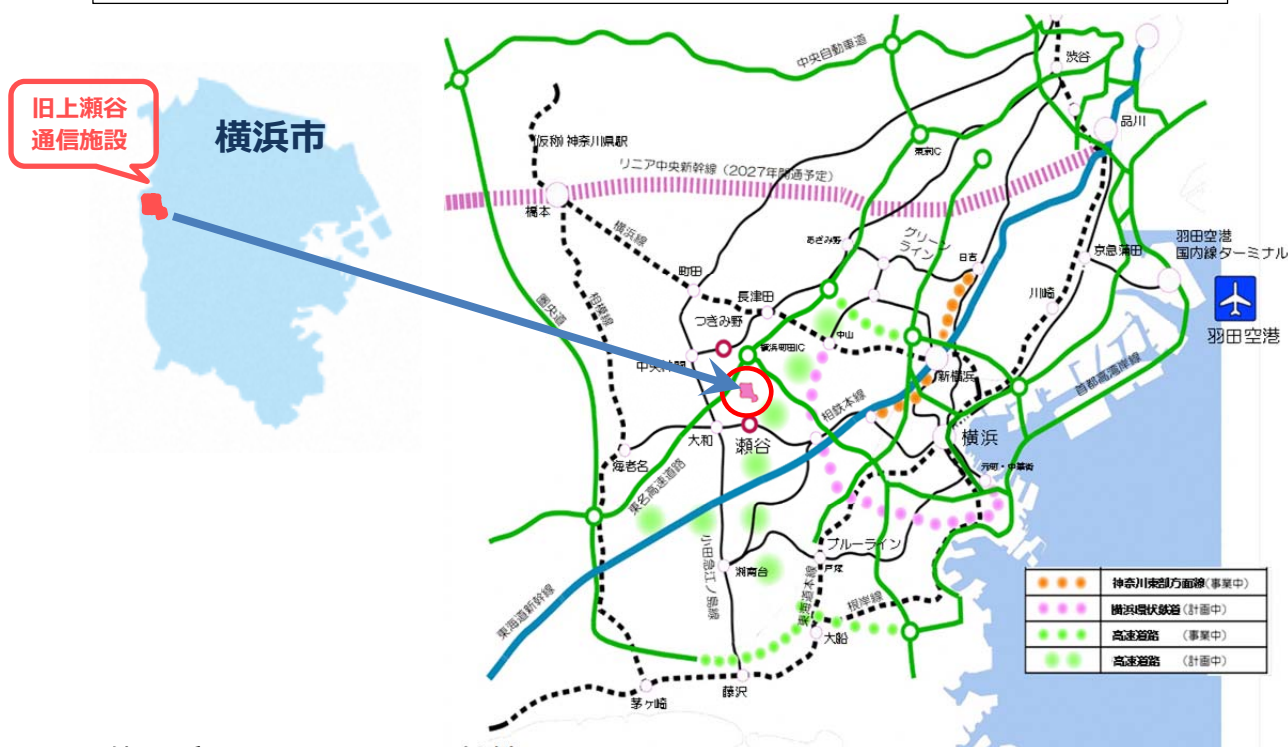 旧上瀬谷
通信施設
横浜市
中央自動車道
渋谷
品川
(仮称)神奈川県駅
東京IC
リニア中央新幹線（2027年開通予定）
橋本
横浜線
あざみ野
グリーン
ライン
日吉
京急蒲田
羽田空港
国内線ターミナル
羽田空港
町田
長津田
川崎
圏央道
相模線
つきみ野
中山
横浜町田IC
中央林間
新横浜
首都高湾岸線
相鉄本線
大和
瀬谷
横浜
海老名
元町・中華街
東名高速道路
ブルーライン
小田急江ノ島線
湘南台
戸塚
東海道本線
根岸線
東海道新幹線
大船
藤沢
茅ヶ崎
神奈川東部方面線(事業中)
横浜環状鉄道(計画中)
高速道路 （事業中）
高速道路 （計画中）